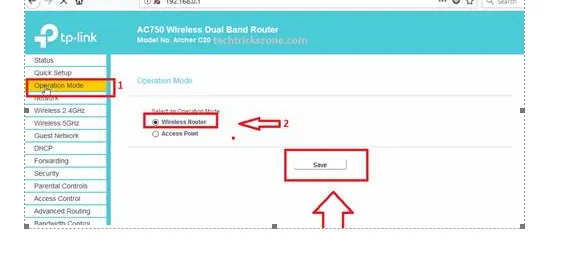 192.168.0.1
Search
tp-link
AC750 Wireless Dual Band Router
Model No. Archer C20
techtrickszone.com
Status
Quick Setup
Operation Mode
1
Network
Wireless 2.4GHz
Wireless 5GHz
Guest Network
DHCP
Forwarding
Security
Parental Controls
Access Control
Advanced Routing
Bandwidth Control
Operation Mode
Select an Operation Mode
Wireless Router
2
Access Point
Save